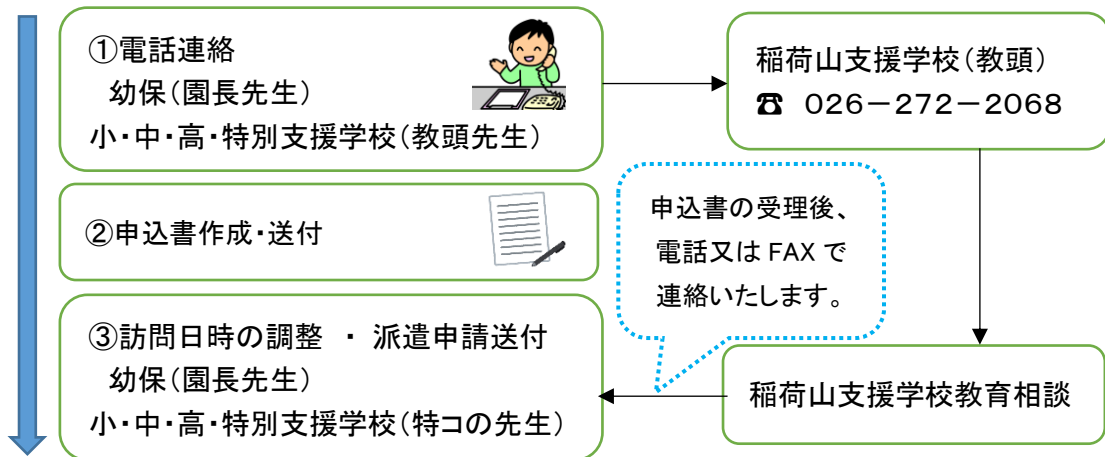 ①電話連絡
幼保(園長先生)
小・中・高・特別支援学校(教頭先生)
稲荷山支援学校(教頭)
☎ 026-272-2068
②申込書作成・送付
申込書の受理後、
電話又は FAX で
連絡いたします。
③訪問日時の調整 ・ 派遣申請送付
幼保(園長先生)
小・中・高・特別支援学校(特コの先生)
稲荷山支援学校教育相談